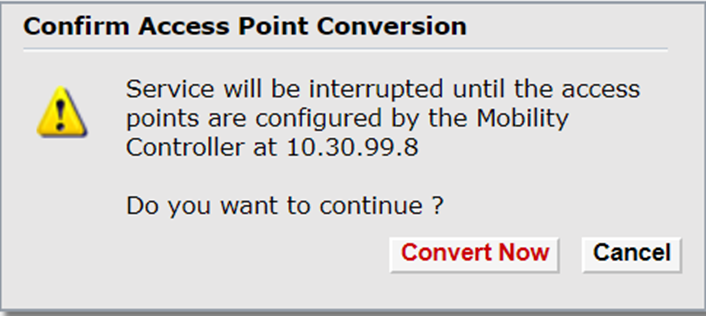 Confirm Access Point Conversion
Service will be interrupted until the access
points are configured by the Mobility
Controller at 10.30.99.8
Do you want to continue ?
Convert Now Cancel